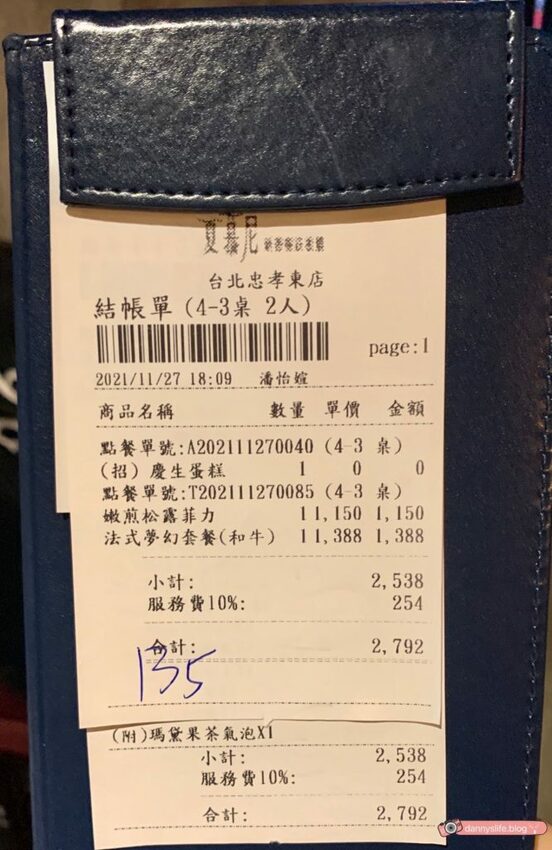 夏慕尼
台北忠孝東店
結帳單(4-3桌 2人)
page:1
2021/11/27 18:09 潘怡媗
商品名稱 數量 單價 金額
點餐單號:A202111270040 (4-3 桌)
(招) 慶生蛋糕 1 0 0
點餐單號:T202111270085 (4-3 桌)
嫩煎松露菲力 1 1,150 1,150
法式夢幻套餐(和牛) 1 1,388 1,388
小計: 2,538
服務費10%: 254
合計: 2,792
135
(附)瑪黛果茶氣泡X1
小計: 2,538
服務費10%: 254
合計: 2,792
dannyslife.blog